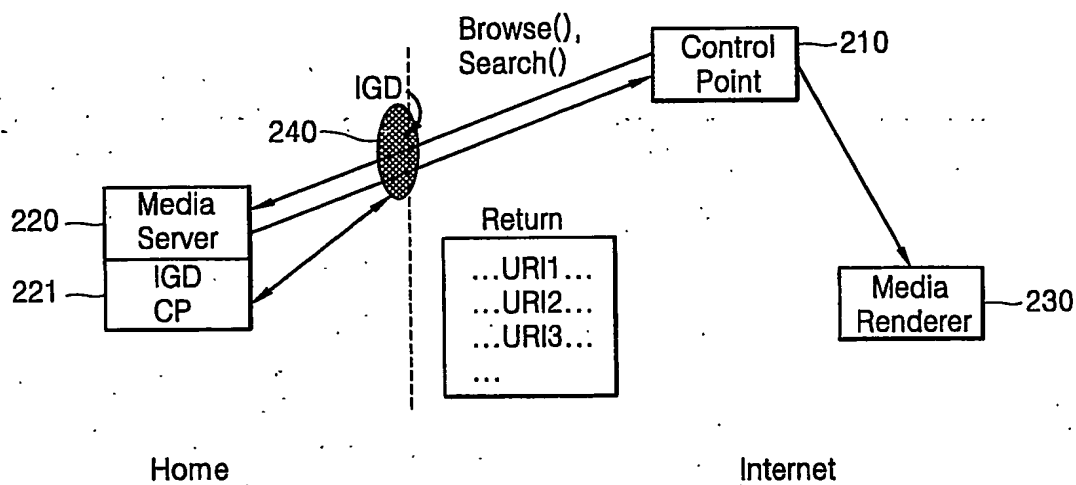 Browse(),
Search()
Control
Point
210
IGD
240
220
Media
Server
221
IGD
CP
Return
...URI1...
...URI2...
...URI3...
...
Media
Renderer
230
Home
Internet